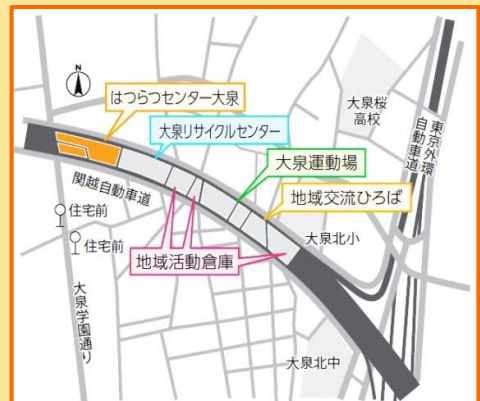 N
はつらつセンター大泉
大泉リサイクルセンター
大泉桜
高校
東京外環
自動車道
大泉運動場
関越自動車道
地域交流ひろば
住宅前
大泉北小
住宅前
地域活動倉庫
大泉学園通り
大泉北中